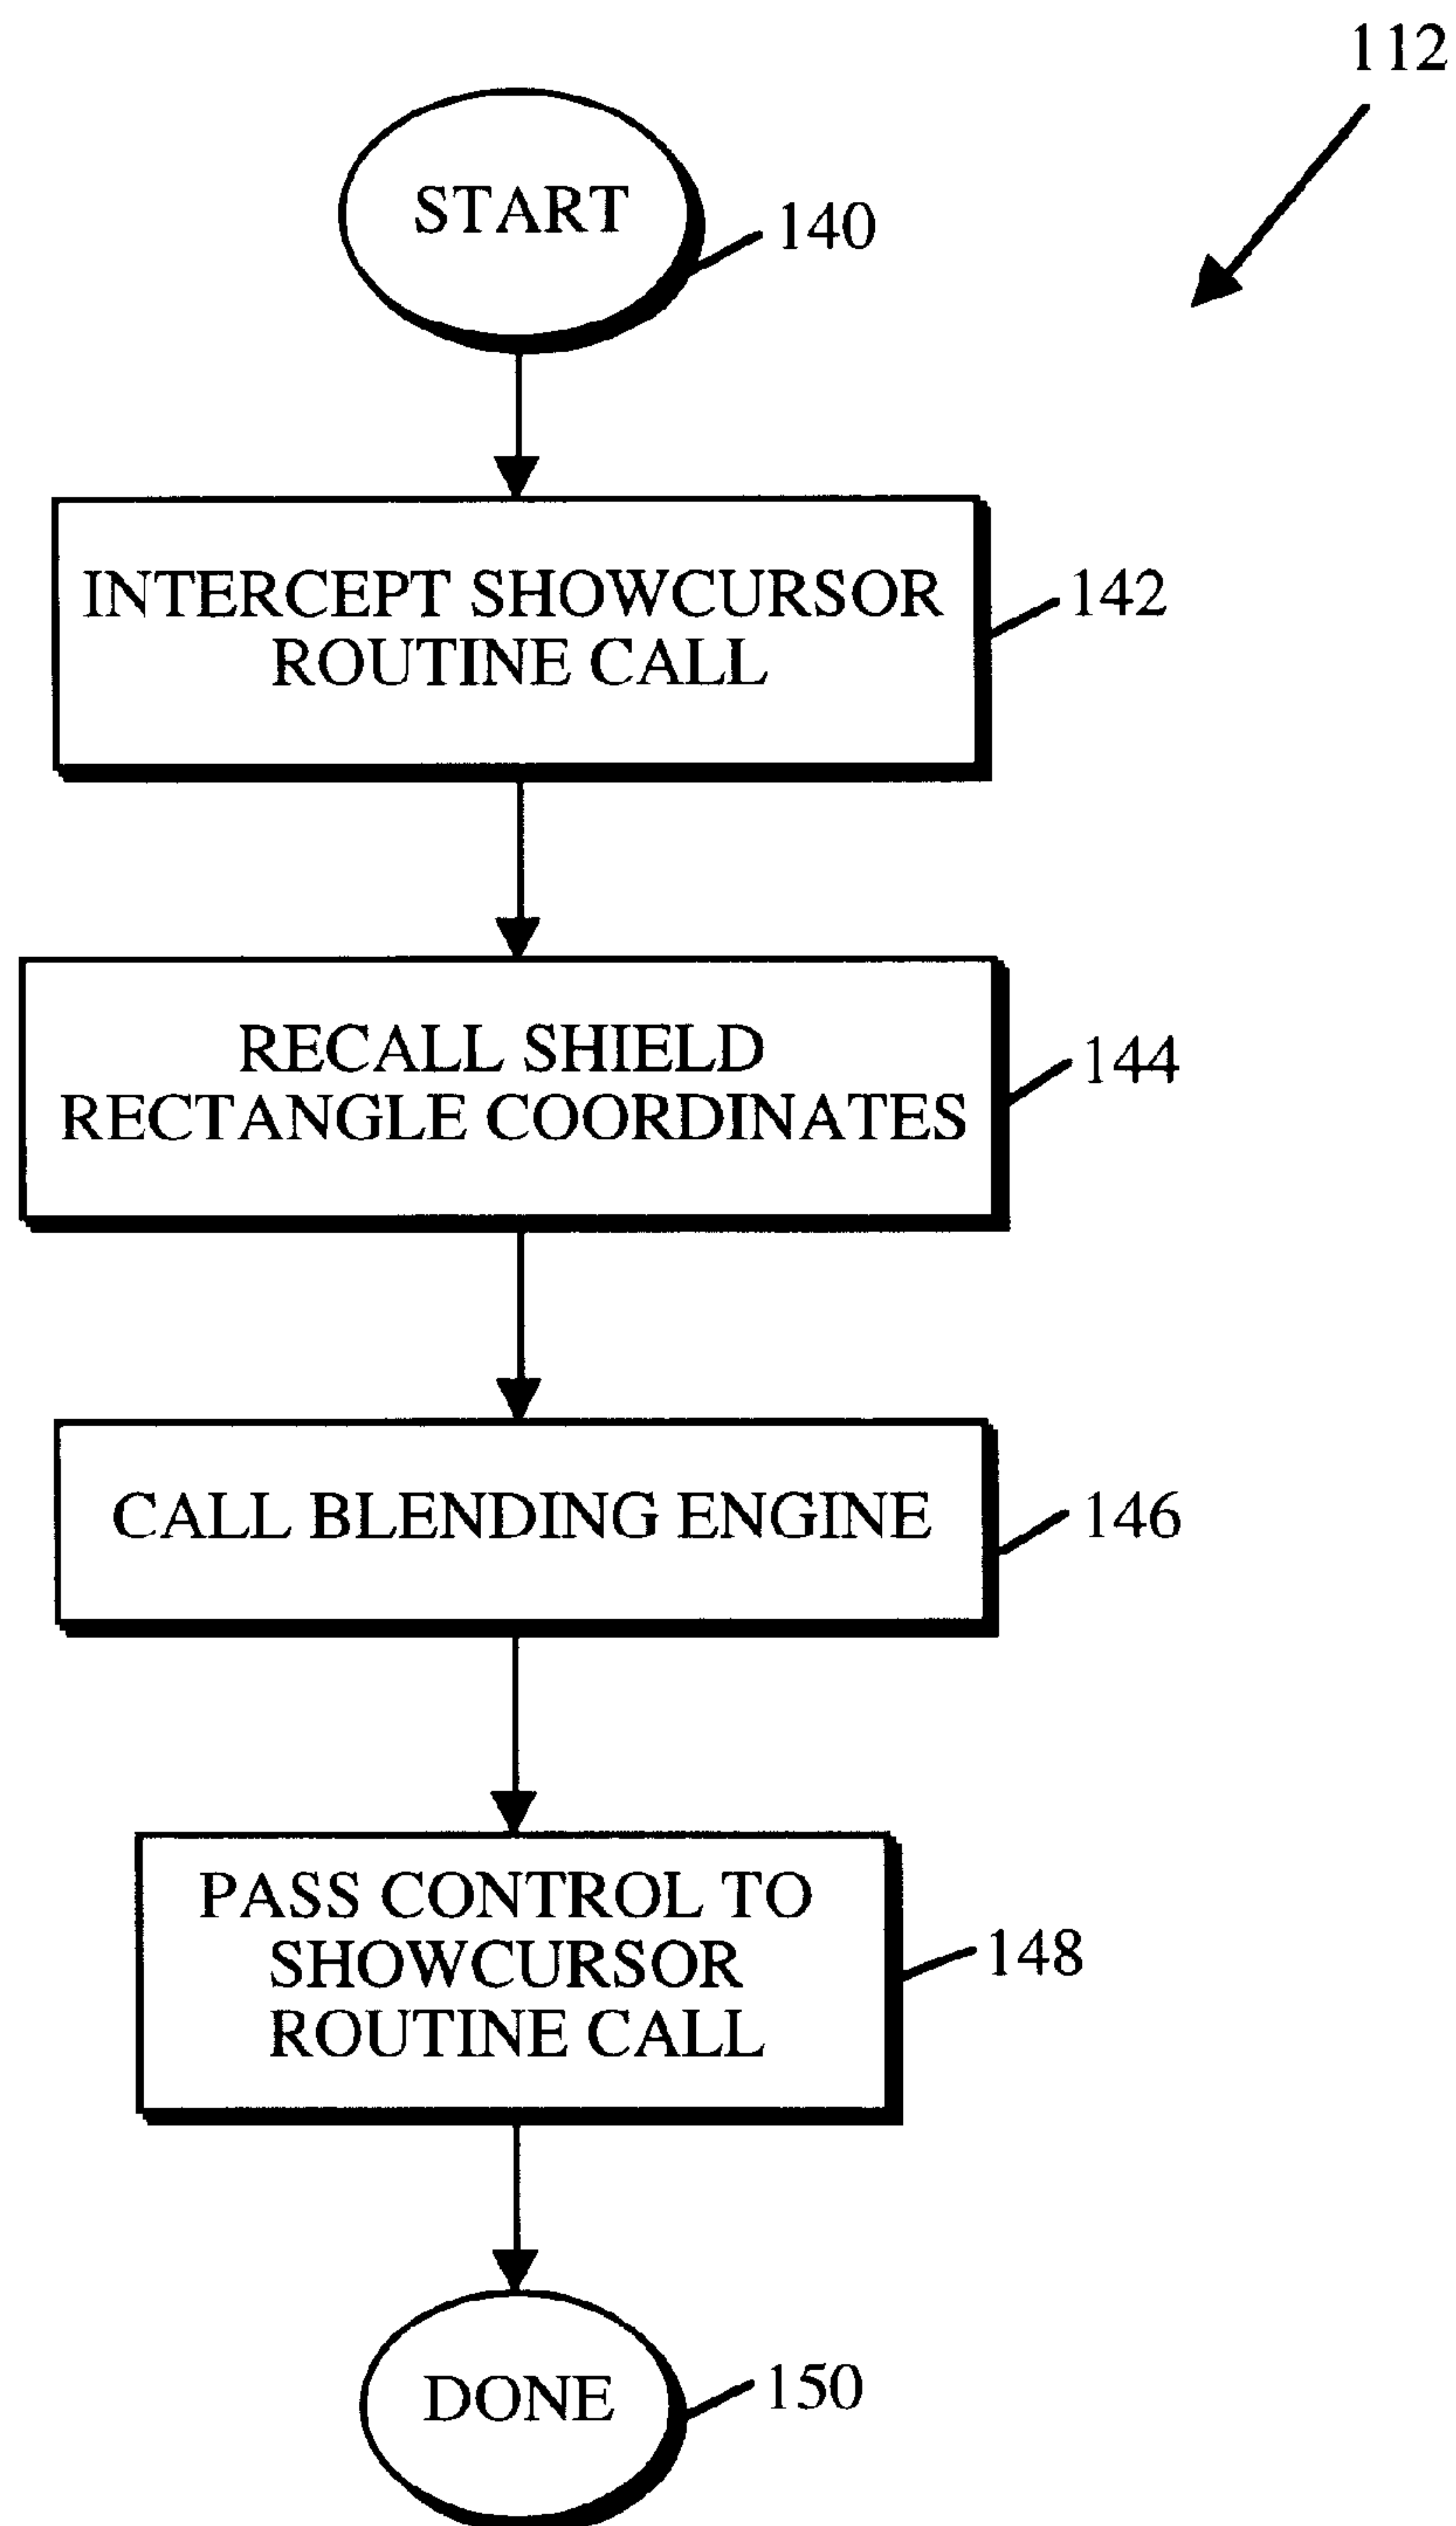 112
START
140
INTERCEPT SHOWCURSOR
ROUTINE CALL
142
RECALL SHIELD
RECTANGLE COORDINATES
144
CALL BLENDING ENGINE
146
PASS CONTROL TO
SHOWCURSOR
ROUTINE CALL
148
DONE
150